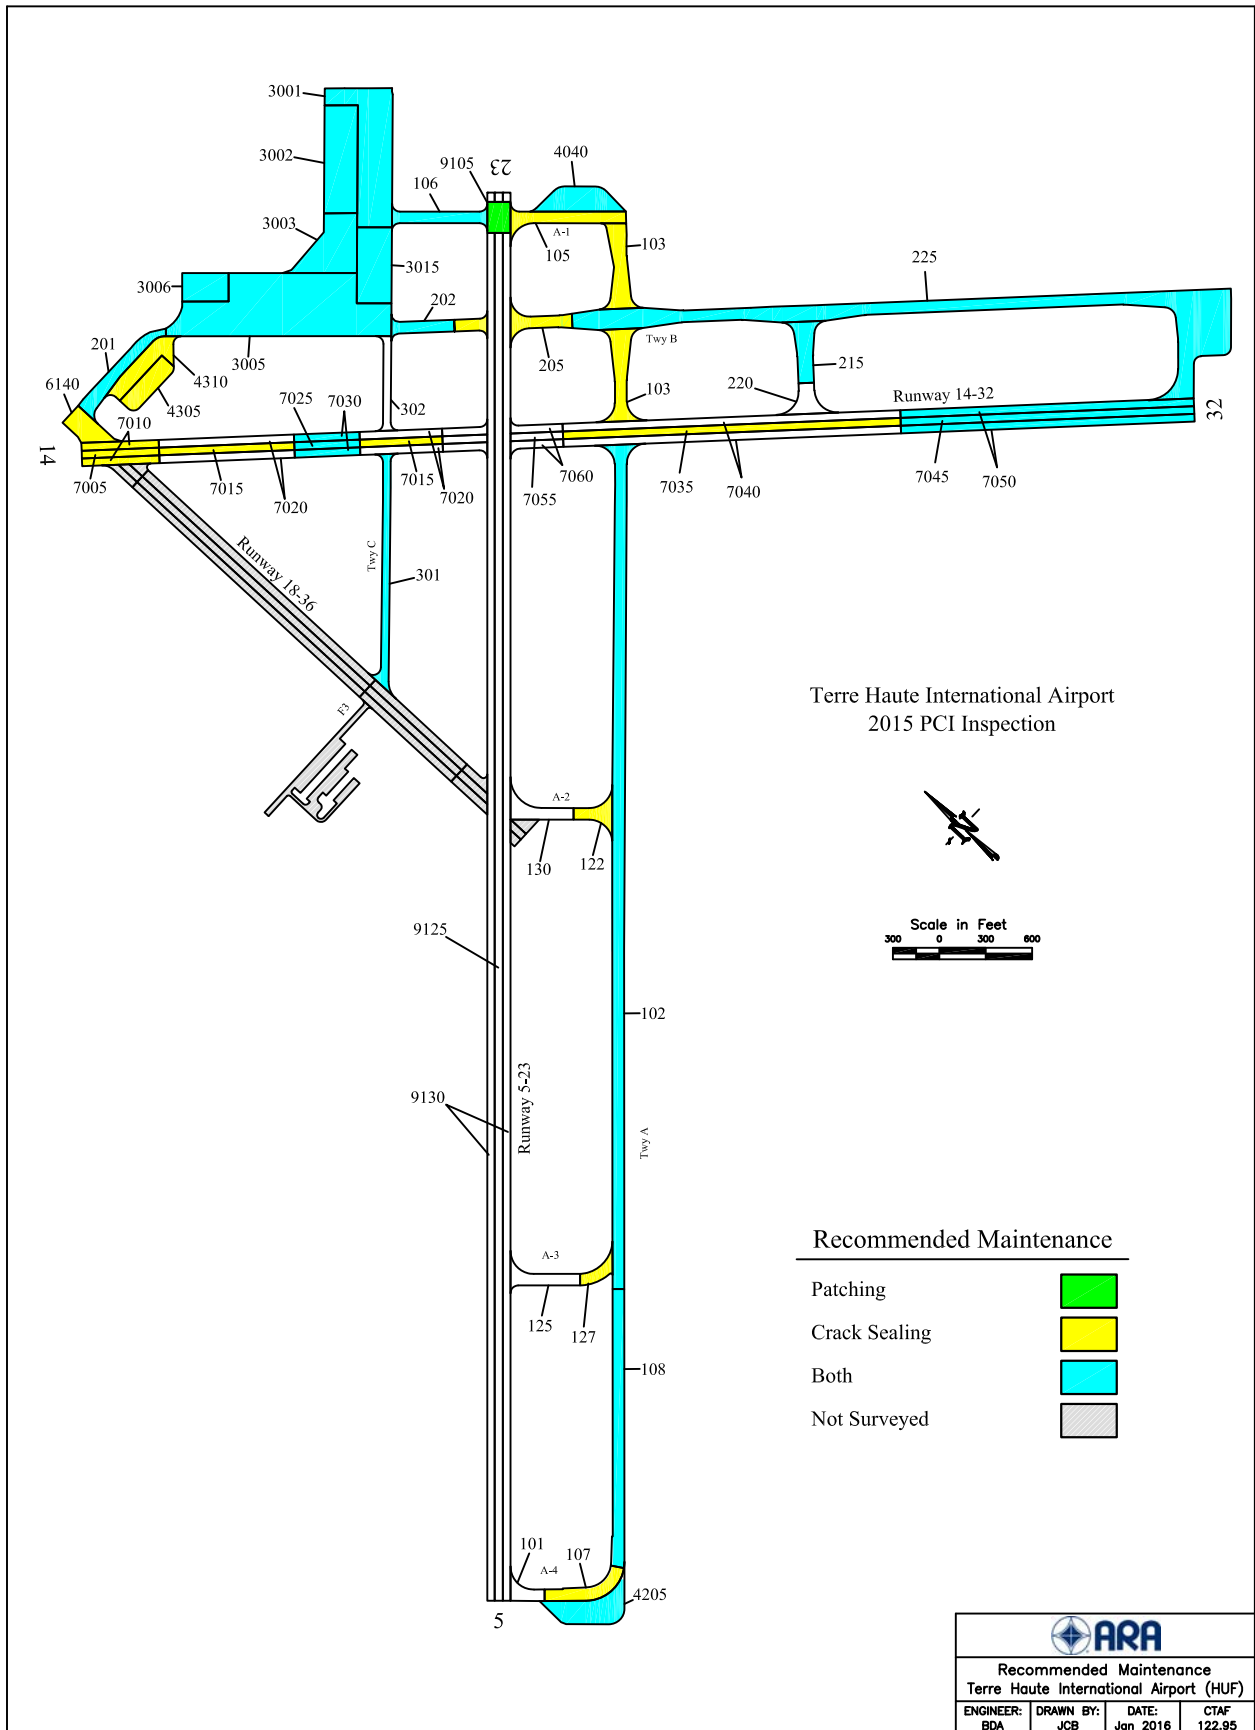 3001
3002
3003
3006
3005
3015
9105
23
4040
106
A-1
105
103
225
202
205
Twy B
215
220
103
201
6140
4310
4305
7010
7025
7030
302
Runway 14-32
32
14
7005
7015
7020
7015
7020
7055
7060
7035
7040
7045
7050
Runway 18-36
Twy C
301
F3
Terre Haute International Airport
2015 PCI Inspection
A-2
130
122
9125
Scale in Feet
300 0 300 600
102
9130
Runway 5-23
Twy A
A-3
125
127
108
Recommended Maintenance
Patching
Crack Sealing
Both
Not Surveyed
101
107
A-4
4205
5
ARA
Recommended Maintenance
Terre Haute International Airport (HUF)
ENGINEER: DRAWN BY: DATE: CTAF
BDA JCB Jan 2016 122.95